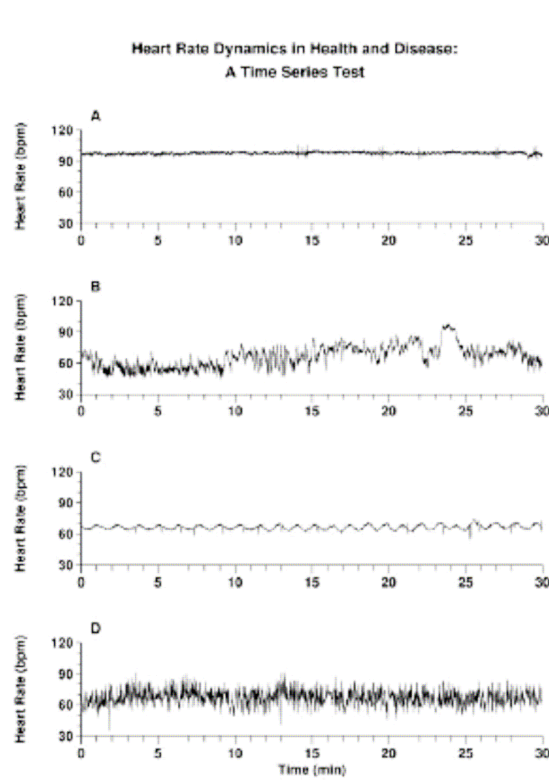 Heart Rate Dynamics in Health and Disease:
A Time Series Test
A
Heart Rate (bpm)
120
90
60
30
0 5 10 15 20 25 30
B
Heart Rate (bpm)
120
90
60
30
0 5 10 15 20 25 30
C
Heart Rate (bpm)
120
90
60
30
0 5 10 15 20 25 30
D
Heart Rate (bpm)
120
90
60
30
0 5 10 15 20 25 30
Time (min)